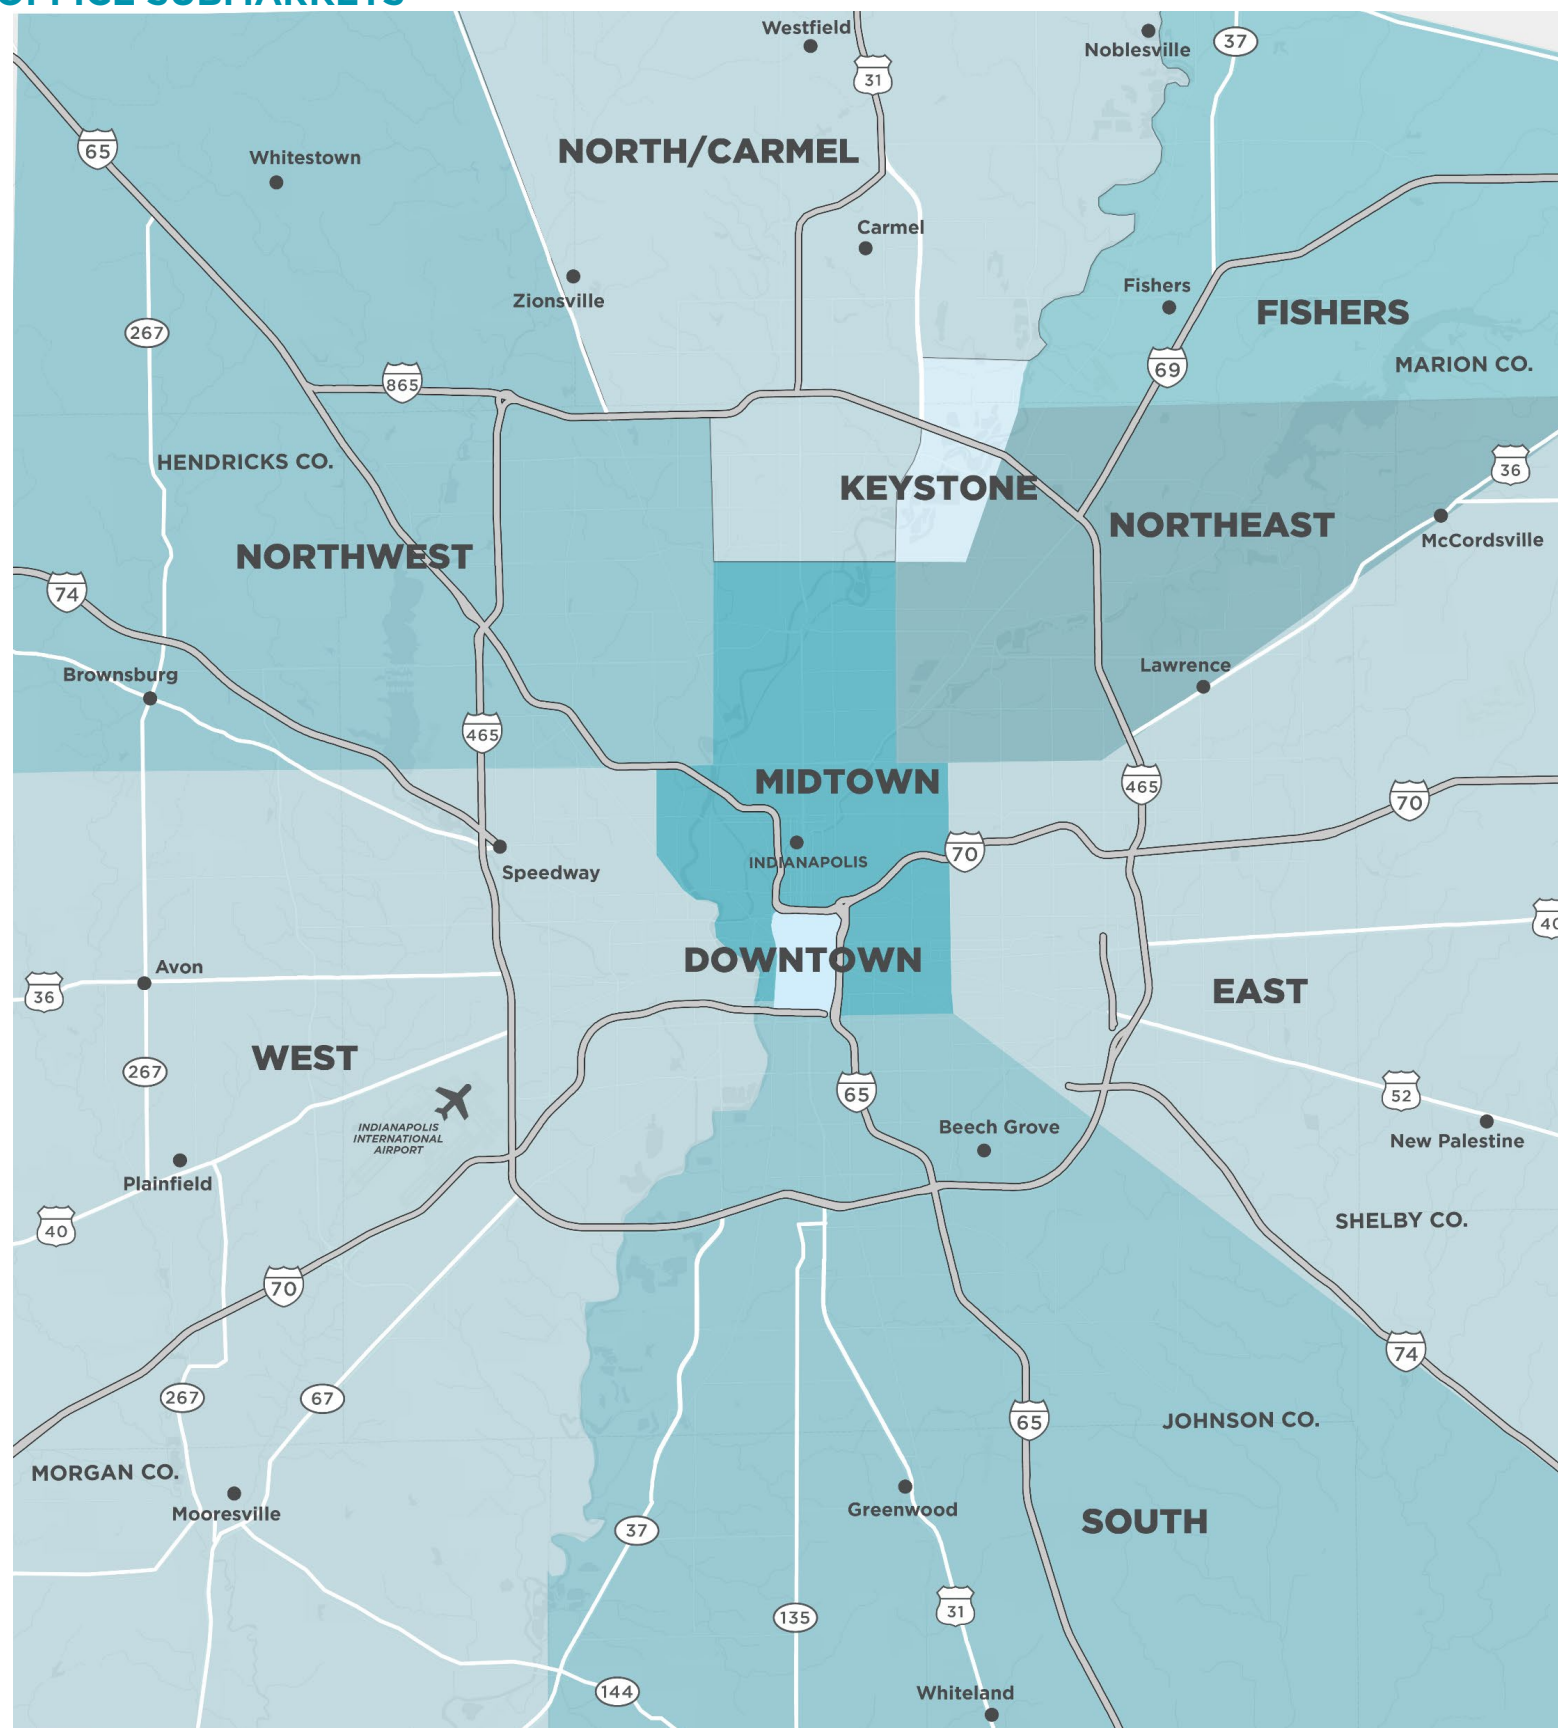 OFFICE SUBMARKETS
Westfield
Noblesville
37
31
65
Whitestown
NORTH/CARMEL
Carmel
Zionsville
Fishers
FISHERS
267
MARION CO.
69
865
HENDRICKS CO.
36
KEYSTONE
NORTHEAST
McCordsville
NORTHWEST
74
Brownsburg
Lawrence
465
MIDTOWN
465
70
INDIANAPOLIS
70
Speedway
40
DOWNTOWN
Avon
36
EAST
WEST
267
65
52
INDIANAPOLIS
INTERNATIONAL
AIRPORT
Beech Grove
New Palestine
Plainfield
40
SHELBY CO.
70
74
267
67
65
JOHNSON CO.
MORGAN CO.
Mooresville
Greenwood
SOUTH
37
31
135
144
Whiteland